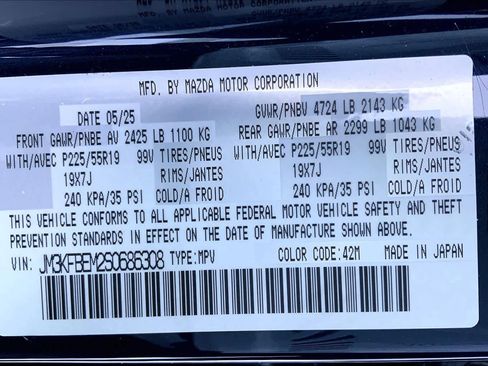 MFD. BY MAZDA MOTOR CORPORATION
DATE 05/25 GVWR/PNBV 4724 LB 2143 KG
FRONT GAWR/PNBE AV 2425 LB 1100 KG REAR GAWR/PNBE AR 2299 LB 1043 KG
WITH/AVEC P225/55R19 99V TIRES/PNEUS WITH/AVEC P225/55R19 99V TIRES/PNEUS
19X7J RIMS/JANTES 19X7J RIMS/JANTES
240 KPA/35 PSI COLD/A FROID 240 KPA/35 PSI COLD/A FROID
THIS VEHICLE CONFORMS TO ALL APPLICABLE FEDERAL MOTOR VEHICLE SAFETY AND THEFT
PREVENTION STANDARDS IN EFFECT ON THE DATE OF MANUFACTURE SHOWN ABOVE.
VIN: JM3KFBEM2S0686308 TYPE: MPV COLOR CODE: 42M MADE IN JAPAN